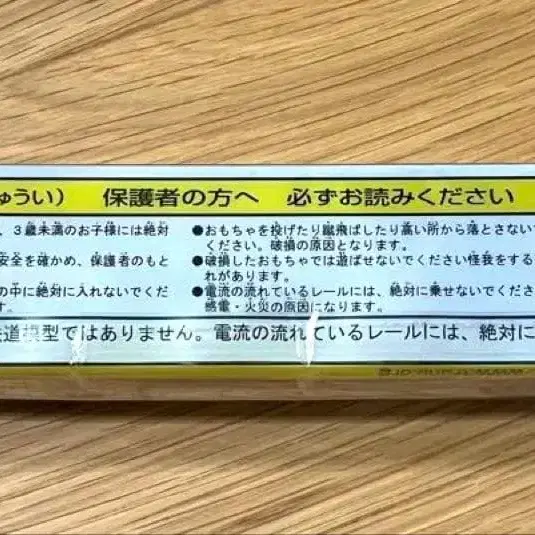 ゅうい） 保護者の方へ 必ずお読みください
、３歳未満のお子様には絶対
安全を確かめ、保護者のもと
の中に絶対に入れないでくだ
す。
●おもちゃを投げたり蹴飛ばしたり高い所から落とさない
ください。破損の原因となります。
●破損したおもちゃでは遊ばせないでください怪我をする
れがあります。
●電流の流れているレールには、絶対に乗せないでくださ
感電・火災の原因になります。
道模型ではありません。電流の流れているレールには、絶対に